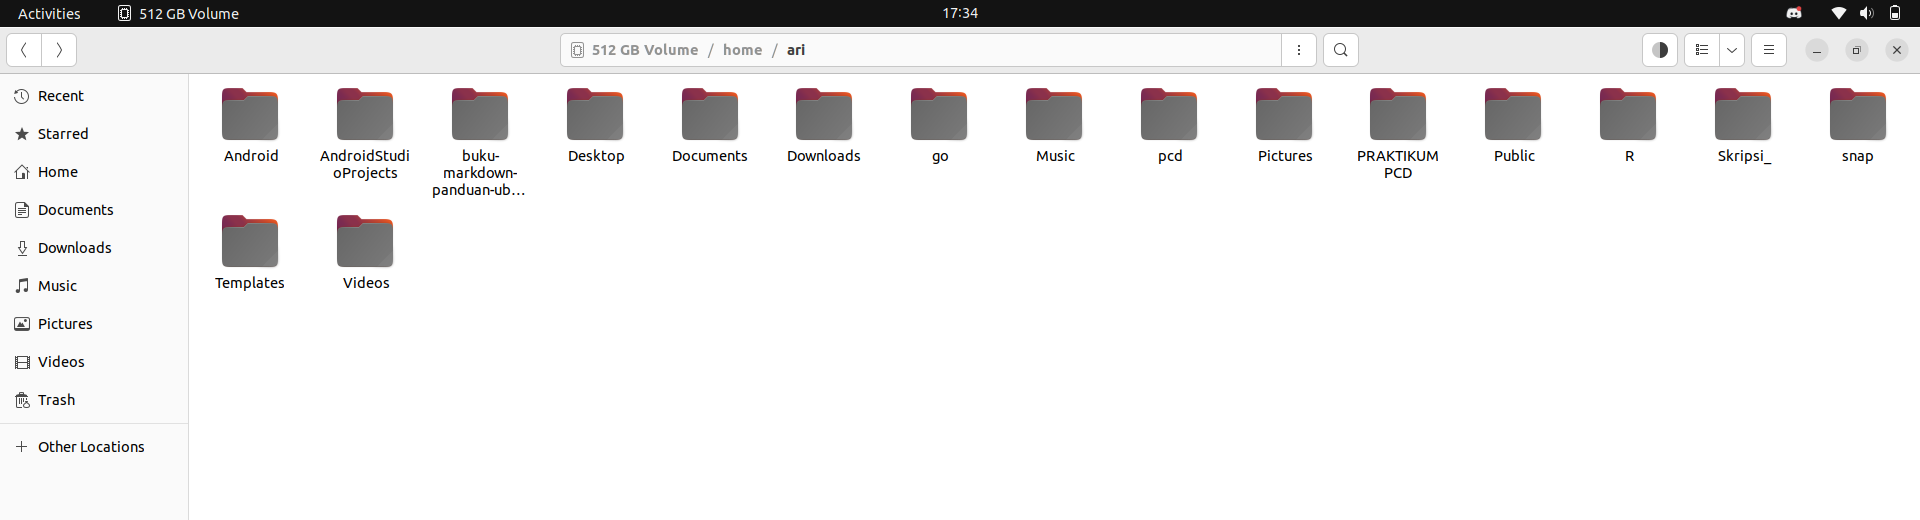 Activities 512 GB Volume 17:34
512 GB Volume / home / ari
Recent
Starred
Home
Documents
Downloads
Music
Pictures
Videos
Trash
Other Locations
Android
AndroidStudi
oProjects
buku-
markdown-
panduan-ub...
Desktop
Documents
Downloads
go
Music
pcd
Pictures
PRAKTIKUM
PCD
Public
R
Skripsi_
snap
Templates
Videos